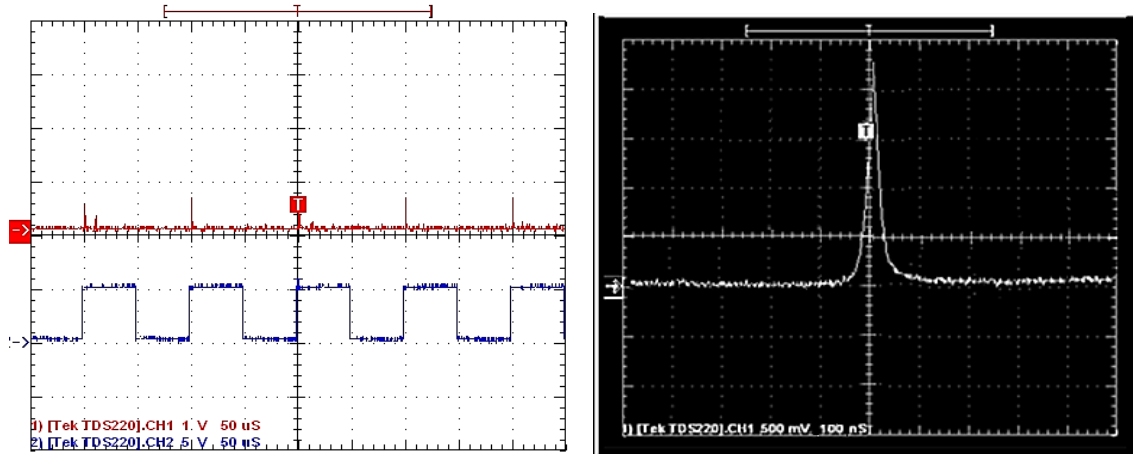 T
1) [Tek TDS220].CH1 1 V 50 uS
2) [Tek TDS220].CH2 5 V 50 uS
T
1) [Tek TDS220].CH1 500 mV 100 nS